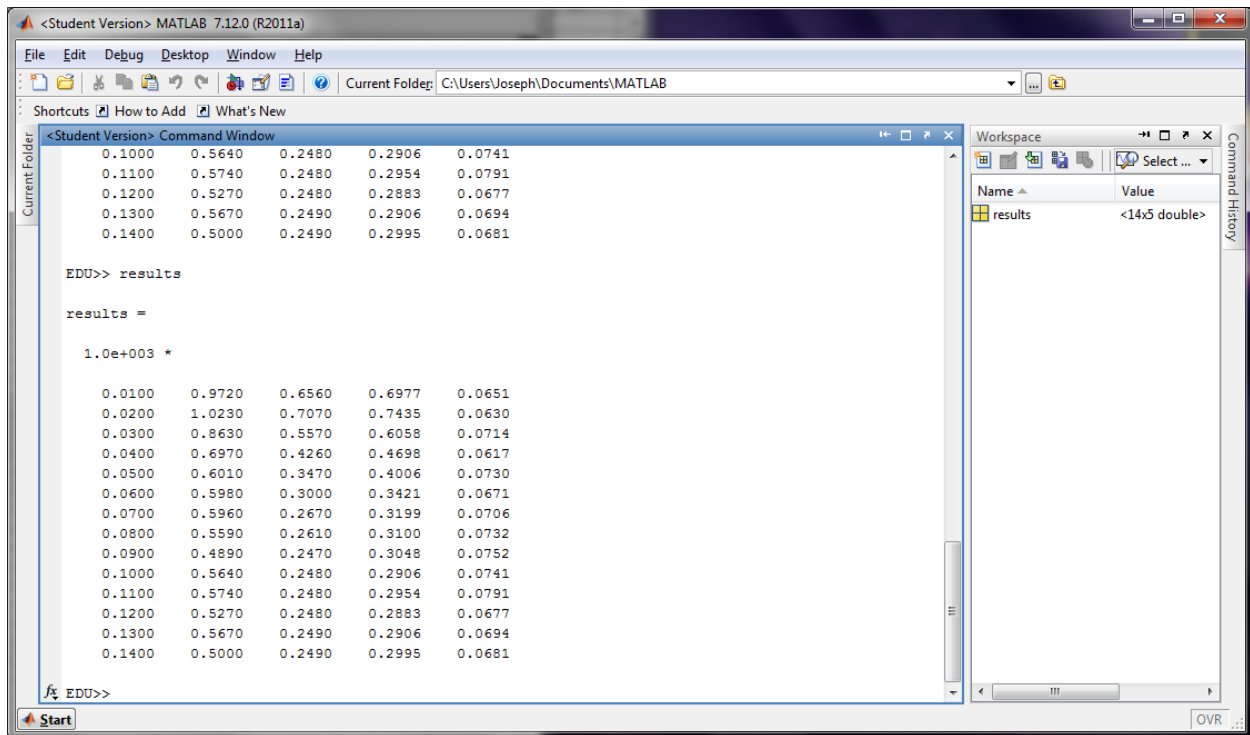 <Student Version> MATLAB 7.12.0 (R2011a)
File Edit Debug Desktop Window Help
Current Folder: C:\Users\Joseph\Documents\MATLAB
Shortcuts How to Add What's New
Current Folder
<Student Version> Command Window
0.1000 0.5640 0.2480 0.2906 0.0741
0.1100 0.5740 0.2480 0.2954 0.0791
0.1200 0.5270 0.2480 0.2883 0.0677
0.1300 0.5670 0.2490 0.2906 0.0694
0.1400 0.5000 0.2490 0.2995 0.0681
EDU>> results
results =
1.0e+003 *
0.0100 0.9720 0.6560 0.6977 0.0651
0.0200 1.0230 0.7070 0.7435 0.0630
0.0300 0.8630 0.5570 0.6058 0.0714
0.0400 0.6970 0.4260 0.4698 0.0617
0.0500 0.6010 0.3470 0.4006 0.0730
0.0600 0.5980 0.3000 0.3421 0.0671
0.0700 0.5960 0.2670 0.3199 0.0706
0.0800 0.5590 0.2610 0.3100 0.0732
0.0900 0.4890 0.2470 0.3048 0.0752
0.1000 0.5640 0.2480 0.2906 0.0741
0.1100 0.5740 0.2480 0.2954 0.0791
0.1200 0.5270 0.2480 0.2883 0.0677
0.1300 0.5670 0.2490 0.2906 0.0694
0.1400 0.5000 0.2490 0.2995 0.0681
fx EDU>>
Workspace
Select ...
Name Value
results <14x5 double>
Command History
Start
OVR